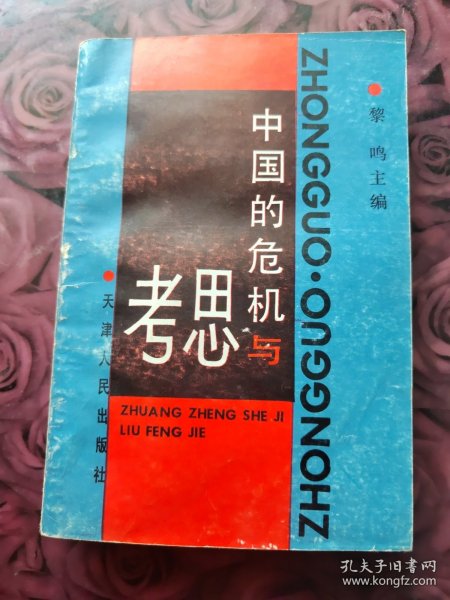 中国的危机与
思考
黎鸣主编
ZHONGGUO·ZHONGGUO
天津人民出版社
ZHUANG ZHENG SHE JI
LIU FENG JIE
孔夫子旧书网
www.kongfz.com